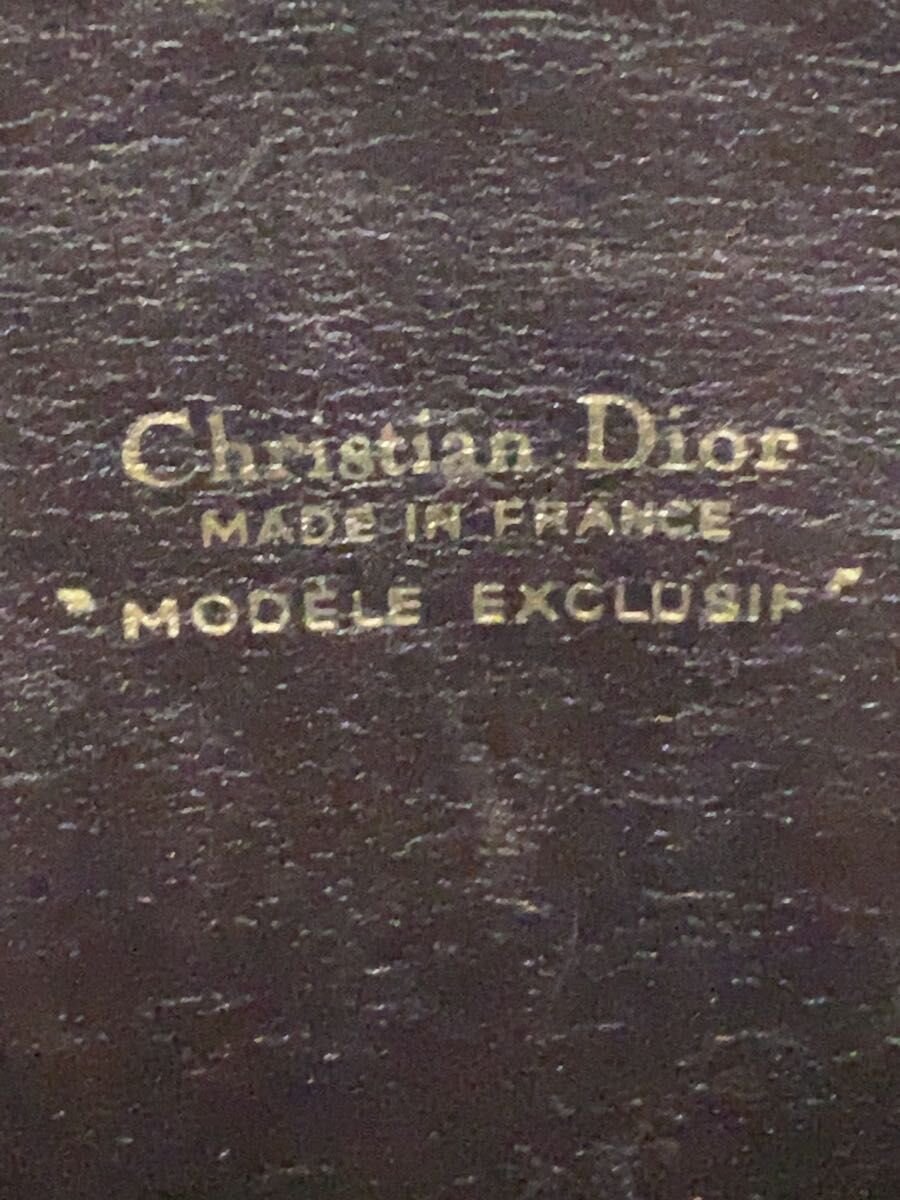 Christian Dior
MADE IN FRANCE
"MODÈLE EXCLUSIF"